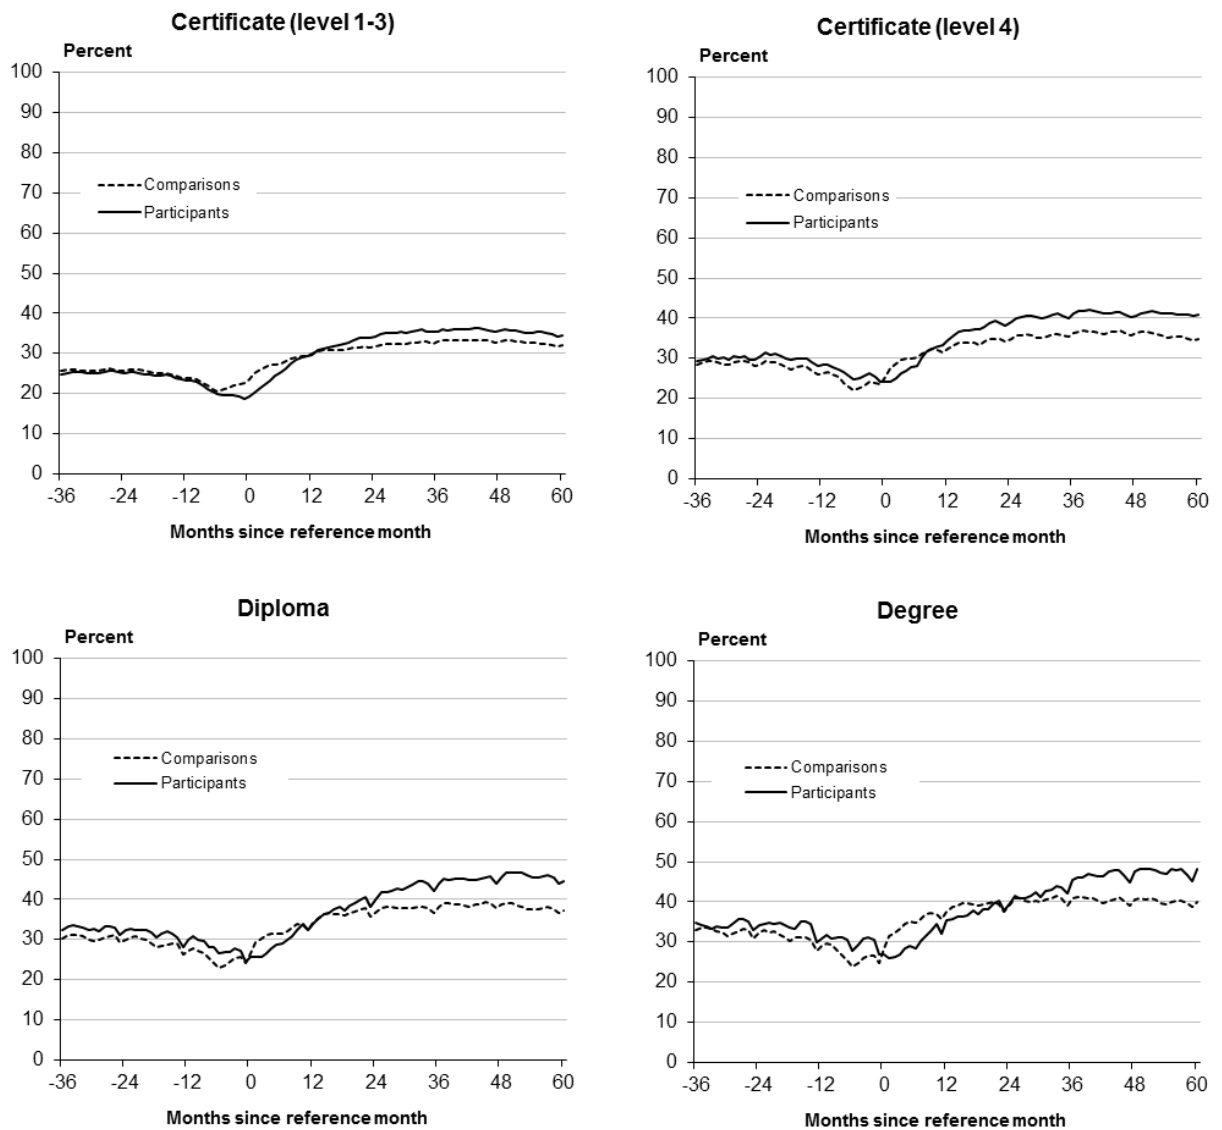 Certificate (level 1-3)
Percent
100
90
80
70
60
50
40
30
20
10
0
Comparisons
Participants
-36 -24 -12 0 12 24 36 48 60
Months since reference month
Certificate (level 4)
Percent
100
90
80
70
60
50
40
30
20
10
0
Comparisons
Participants
-36 -24 -12 0 12 24 36 48 60
Months since reference month
Diploma
Percent
100
90
80
70
60
50
40
30
20
10
0
Comparisons
Participants
-36 -24 -12 0 12 24 36 48 60
Months since reference month
Degree
Percent
100
90
80
70
60
50
40
30
20
10
0
Comparisons
Participants
-36 -24 -12 0 12 24 36 48 60
Months since reference month